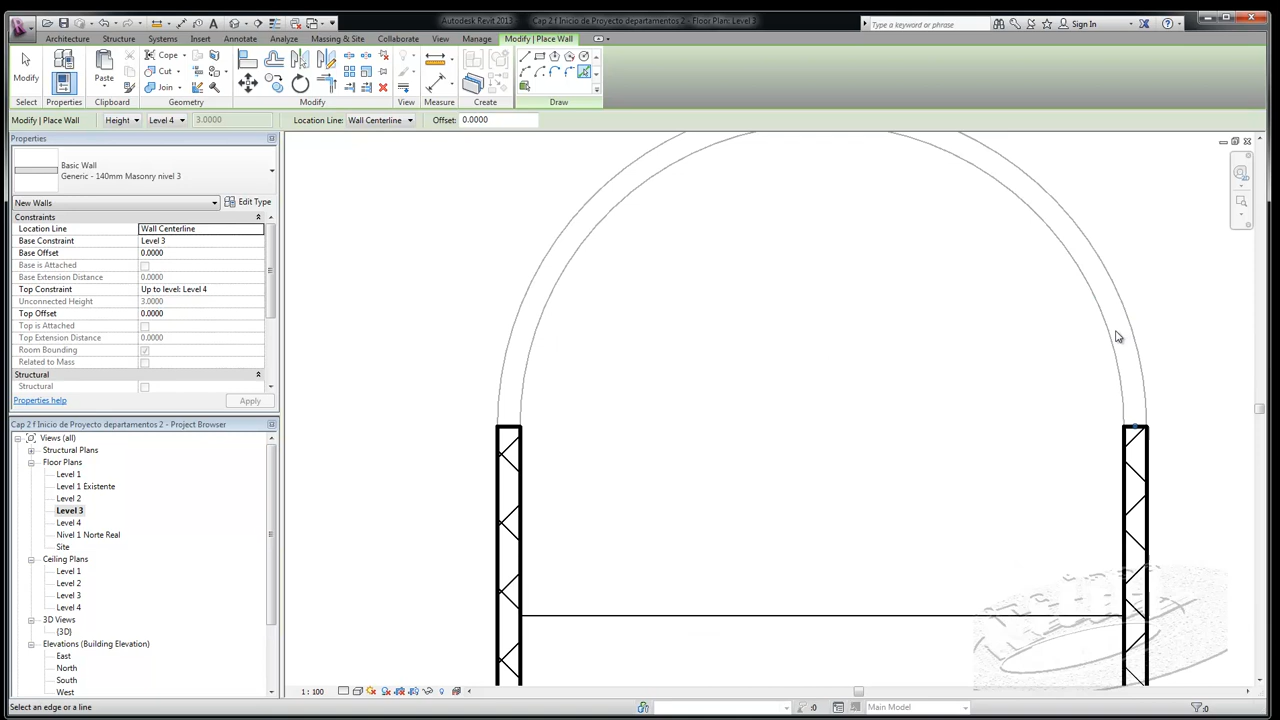 Autodesk Revit 2013 - Cap 2 f Inicio de Proyecto departamentos 2 - Floor Plan: Level 3
Type a keyword or phrase
Sign In
Architecture Structure Systems Insert Annotate Analyze Massing & Site Collaborate View Manage Modify | Place Wall
Modify Paste Cope Cut Join
Select Properties Clipboard Geometry Modify View Measure Create Draw
Modify | Place Wall Height Level 4 3.0000 Location Line: Wall Centerline Offset: 0.0000
Properties
Basic Wall
Generic - 140mm Masonry nivel 3
New Walls Edit Type
Constraints
Location Line Wall Centerline
Base Constraint Level 3
Base Offset 0.0000
Base is Attached
Base Extension Distance 0.0000
Top Constraint Up to level: Level 4
Unconnected Height 3.0000
Top Offset 0.0000
Top is Attached
Top Extension Distance 0.0000
Room Bounding
Related to Mass
Structural
Structural
Properties help Apply
Cap 2 f Inicio de Proyecto departamentos 2 - Project Browser
Views (all)
Structural Plans
Floor Plans
Level 1
Level 1 Existente
Level 2
Level 3
Level 4
Nivel 1 Norte Real
Site
Ceiling Plans
Level 1
Level 2
Level 3
Level 4
3D Views
{3D}
Elevations (Building Elevation)
East
North
South
West
1 : 100
Select an edge or a line :0 Main Model :0